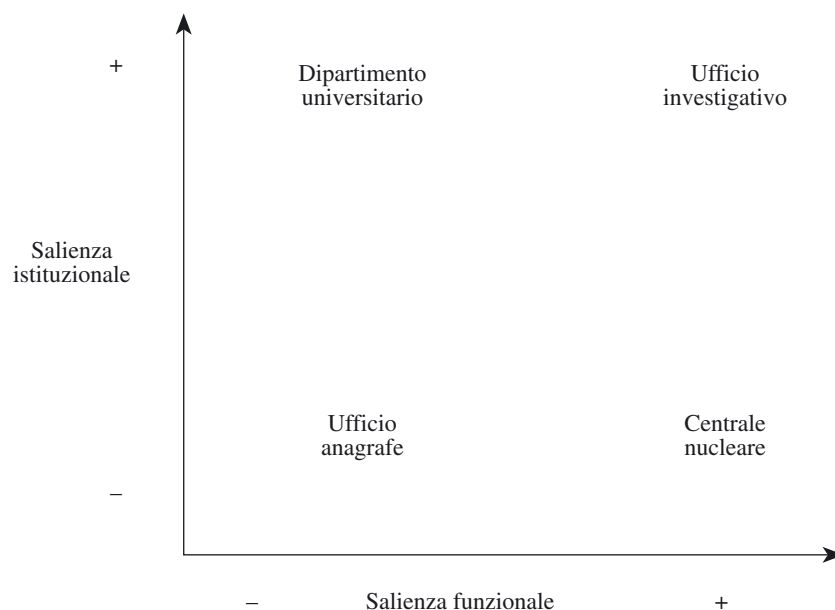 +
Dipartimento
universitario
Ufficio
investigativo
Salienza
istituzionale
Ufficio
anagrafe
Centrale
nucleare
–
– Salienza funzionale +